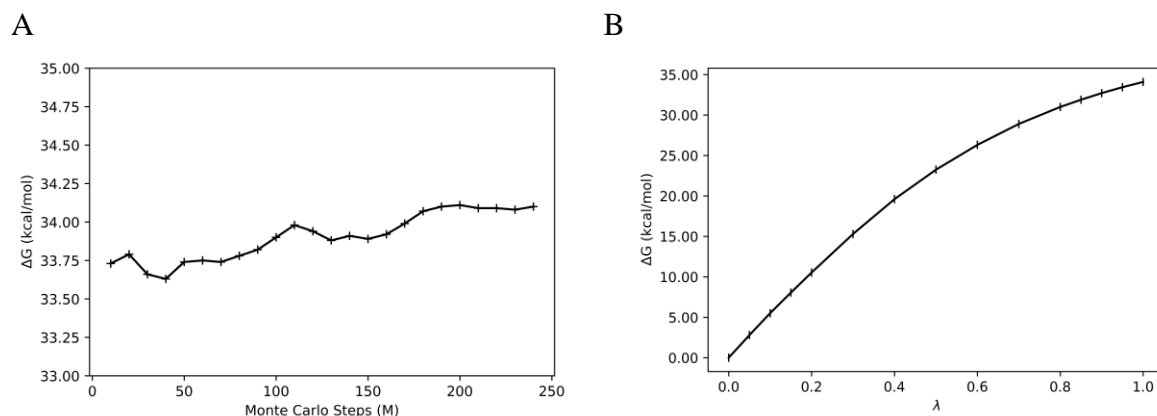 A
35.00
34.75
34.50
34.25
34.00
33.75
33.50
33.25
33.00
ΔG (kcal/mol)
0 50 100 150 200 250
Monte Carlo Steps (M)
B
35.00
30.00
25.00
20.00
15.00
10.00
5.00
0.00
ΔG (kcal/mol)
0.0 0.2 0.4 0.6 0.8 1.0
λ